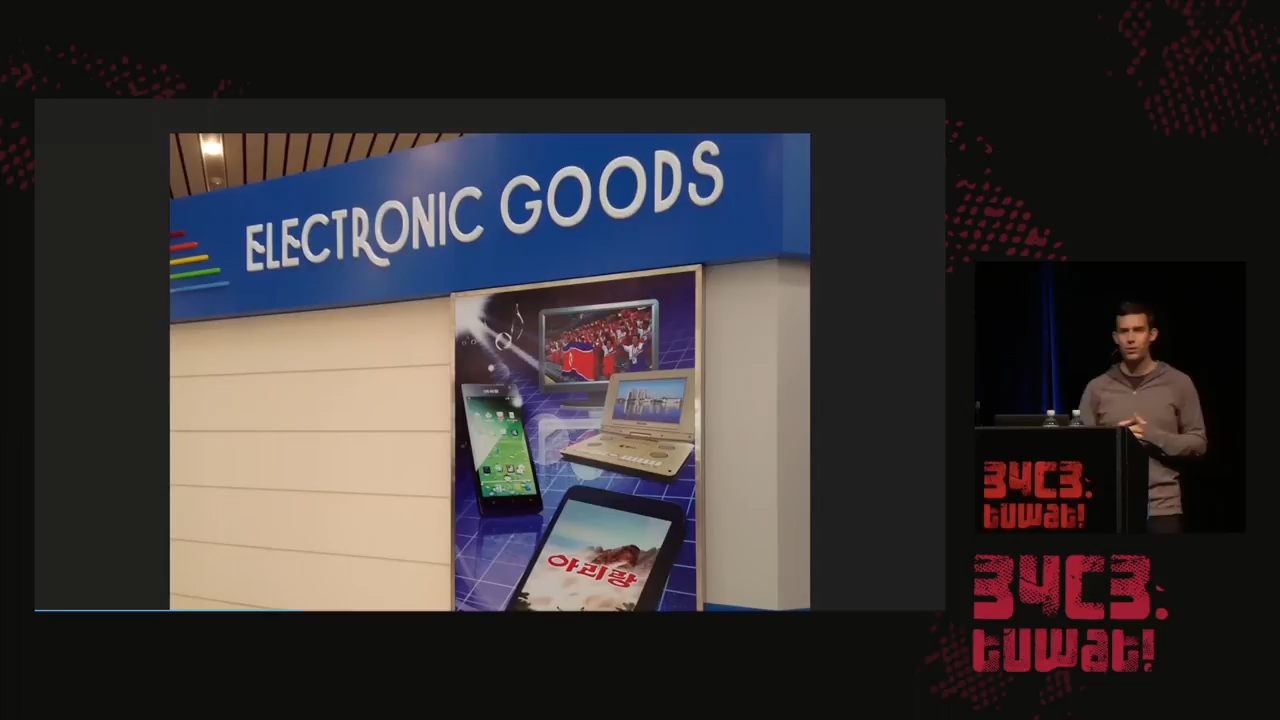 ELECTRONIC GOODS
아리랑
34C3.
tuwat!
34C3.
tuwat!